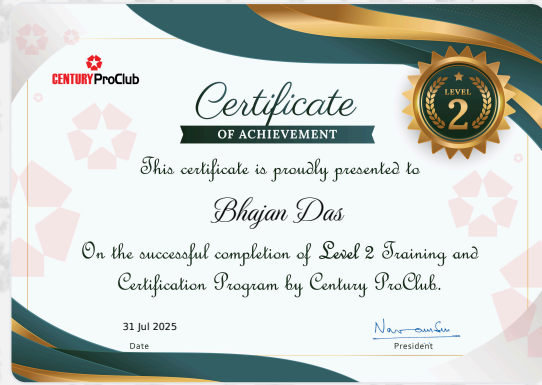 CENTURY ProClub
Certificate
OF ACHIEVEMENT
LEVEL
2
This certificate is proudly presented to
Bhajan Das
On the successful completion of Level 2 Training and
Certification Program by Century ProClub.
31 Jul 2025
Date
President